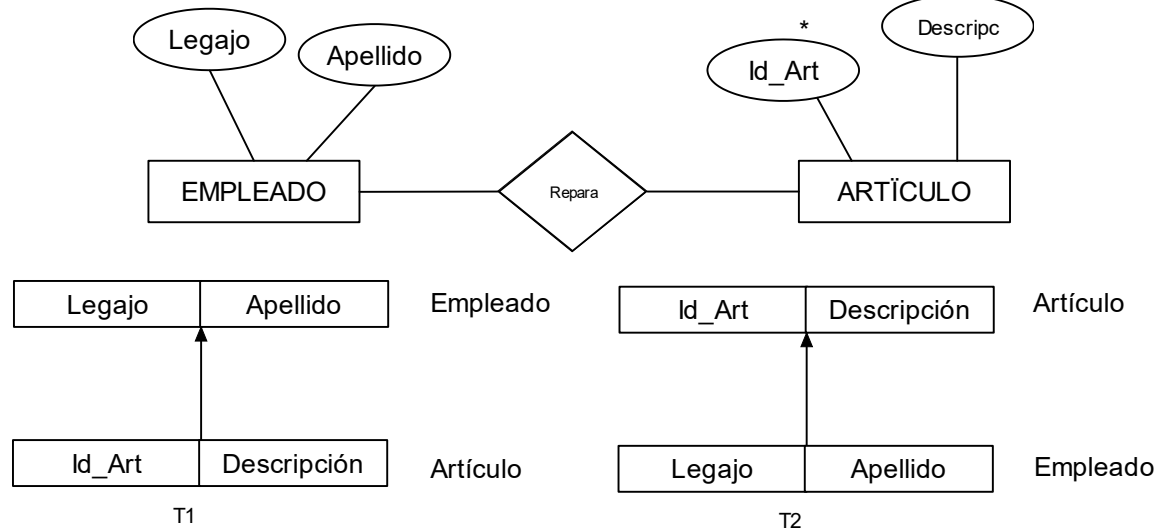 Legajo
Apellido
*
Id_Art
Descripc
EMPLEADO
Repara
ARTÏCULO
Legajo
Apellido
Empleado
Id_Art
Descripción
Artículo
Id_Art
Descripción
Artículo
Legajo
Apellido
Empleado
T1
T2